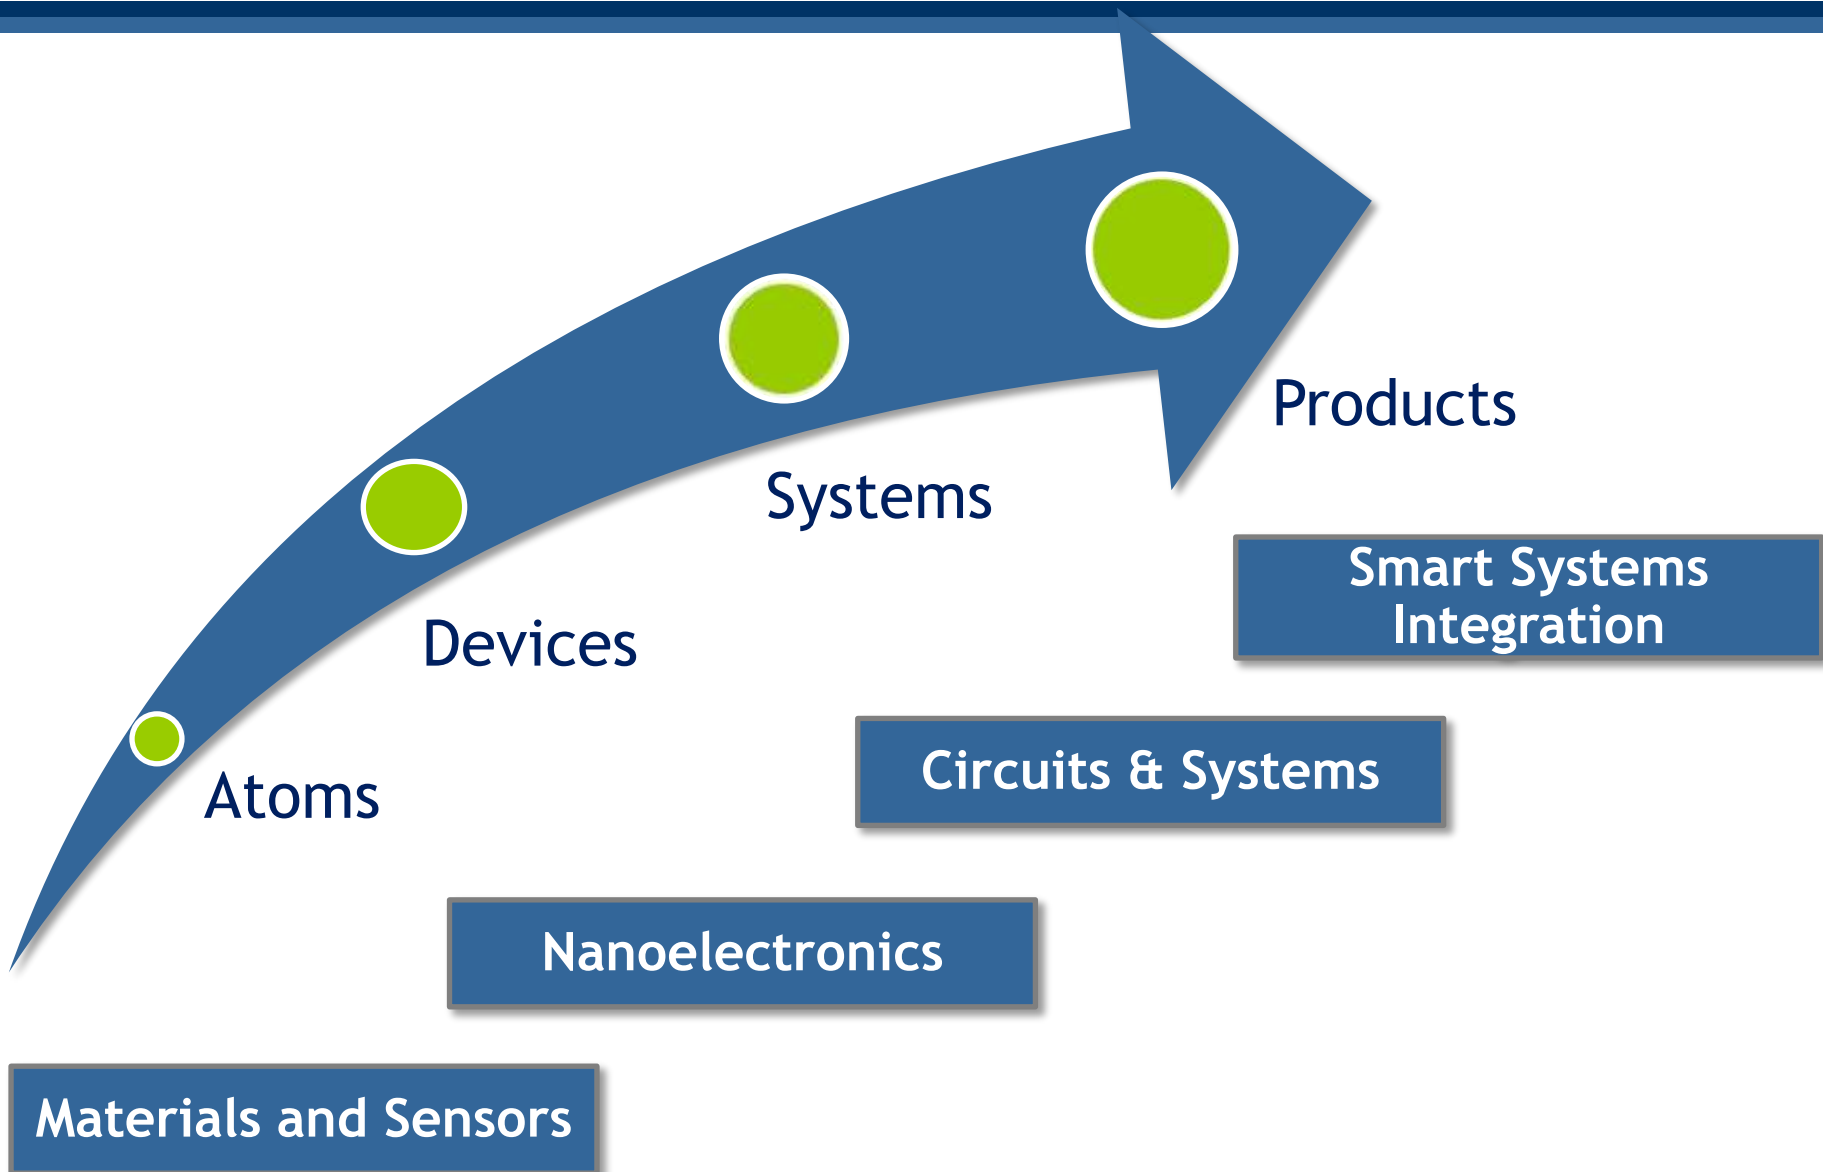 Products
Systems
Smart Systems
Integration
Devices
Circuits & Systems
Atoms
Nanoelectronics
Materials and Sensors